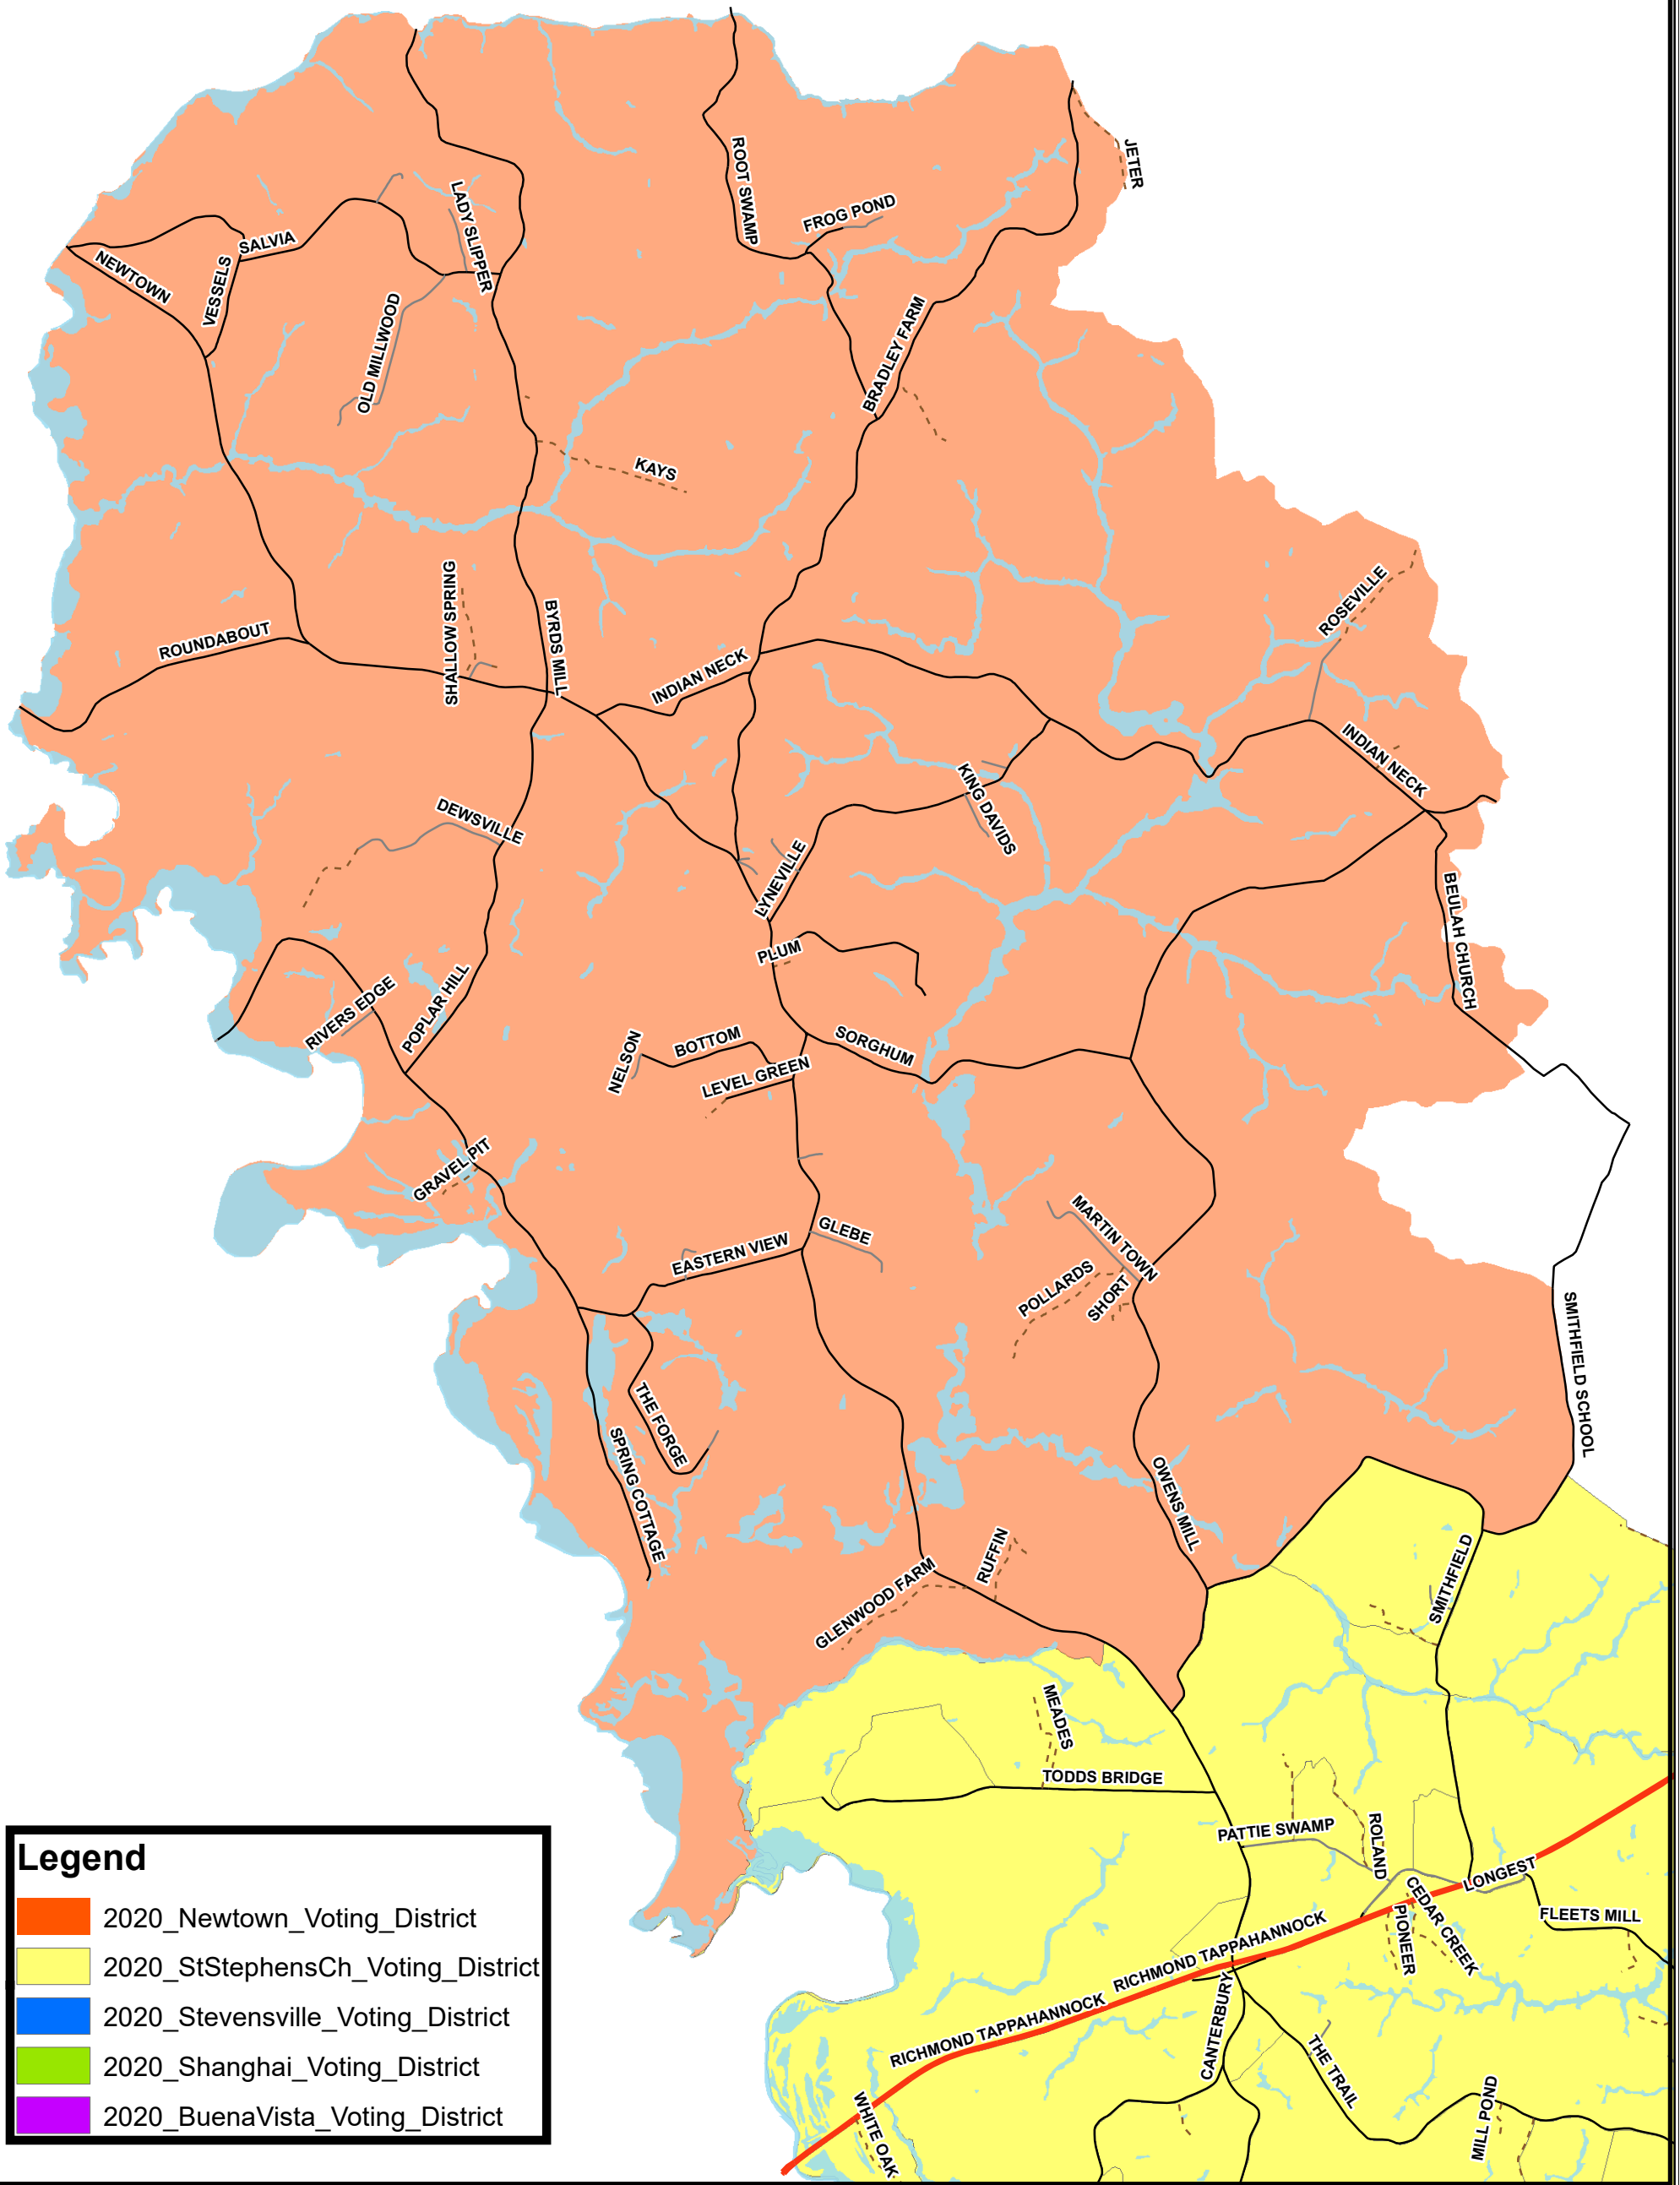 JETER
ROOT SWAMP
FROG POND
LADY SLIPPER
SALVIA
NEWTOWN
VESSELS
OLD MILLWOOD
BRADLEY FARM
KAYS
SHALLOW SPRING
ROSEVILLE
BYRDS MILL
ROUNDABOUT
INDIAN NECK
INDIAN NECK
KING DAVIDS
DEWSVILLE
LYNEVILLE
BEULAH CHURCH
PLUM
RIVERS EDGE
POPLAR HILL
NELSON
BOTTOM
SORGHUM
LEVEL GREEN
GRAVEL PIT
MARTIN TOWN
GLEBE
EASTERN VIEW
POLLARDS
SHORT
SMITHFIELD SCHOOL
THE FORGE
SPRING COTTAGE
OWENS MILL
RUFFIN
SMITHFIELD
GLENWOOD FARM
MEADES
TODDS BRIDGE
PATTIE SWAMP
ROLAND
LONGEST
CEDAR CREEK
PIONEER
FLEETS MILL
RICHMOND TAPPAHANNOCK
RICHMOND TAPPAHANNOCK
CANTERBURY
THE TRAIL
MILL POND
WHITE OAK
Legend
2020_Newtown_Voting_District
2020_StStephensCh_Voting_District
2020_Stevensville_Voting_District
2020_Shanghai_Voting_District
2020_BuenaVista_Voting_District